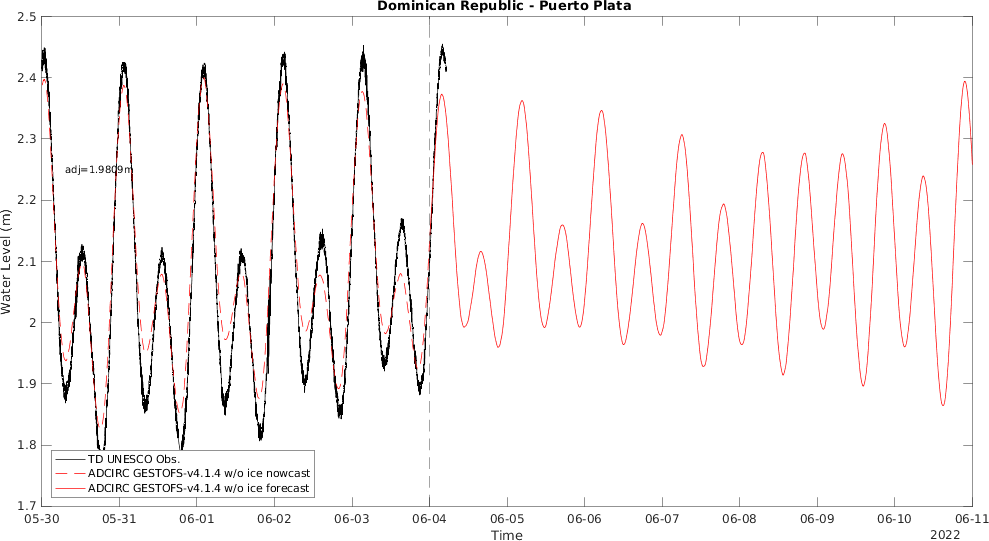 Dominican Republic - Puerto Plata
2.5
2.4
2.3
2.2
2.1
2
1.9
1.8
1.7
Water Level (m)
adj=1.9809m
TD UNESCO Obs.
ADCIRC GESTOFS-v4.1.4 w/o ice nowcast
ADCIRC GESTOFS-v4.1.4 w/o ice forecast
05-30 05-31 06-01 06-02 06-03 06-04 06-05 06-06 06-07 06-08 06-09 06-10 06-11
Time
2022